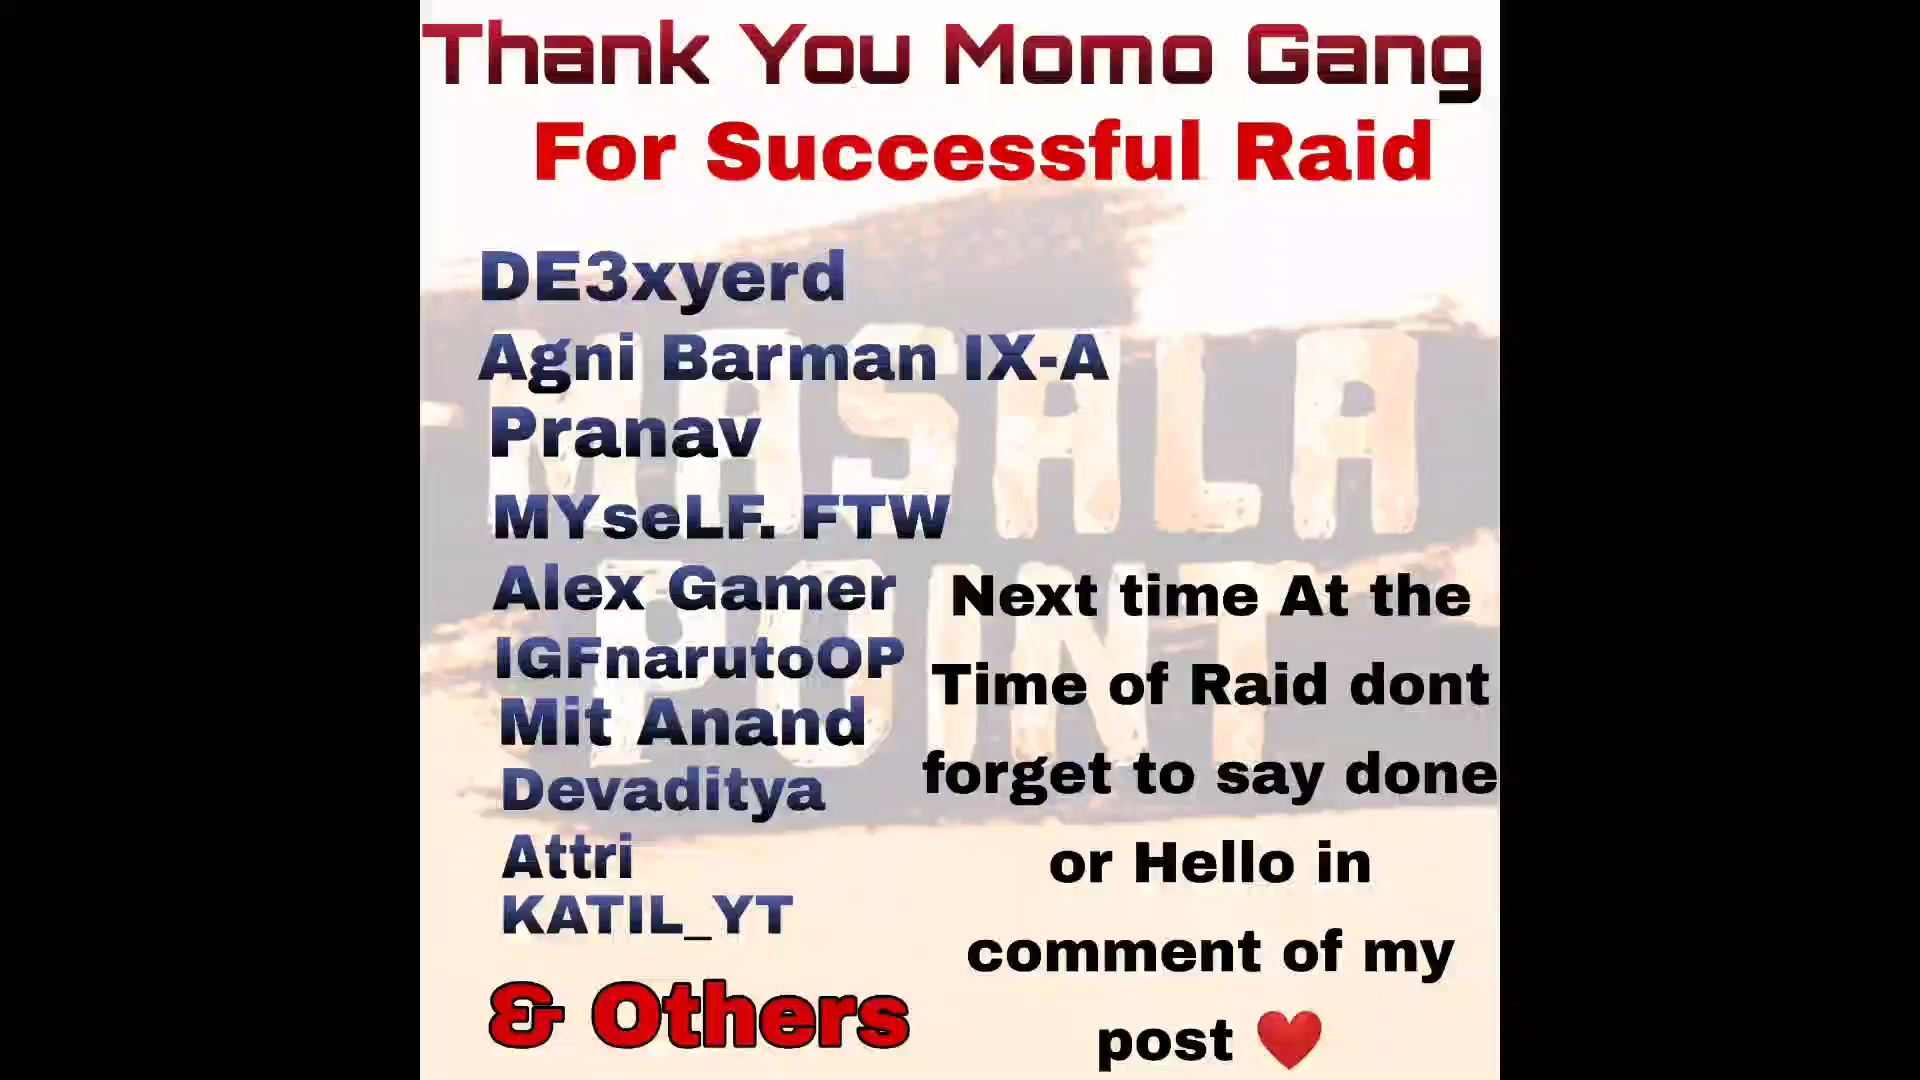 Thank You Momo Gang
For Successful Raid
DE3xyerd
Agni Barman IX-A
Pranav
MYseLF. FTW
Alex Gamer
IGFnarutoOP
Mit Anand
Devaditya
Attri
KATIL_YT
& Others
Next time At the
Time of Raid dont
forget to say done
or Hello in
comment of my
post ❤️
MASALA
POINT